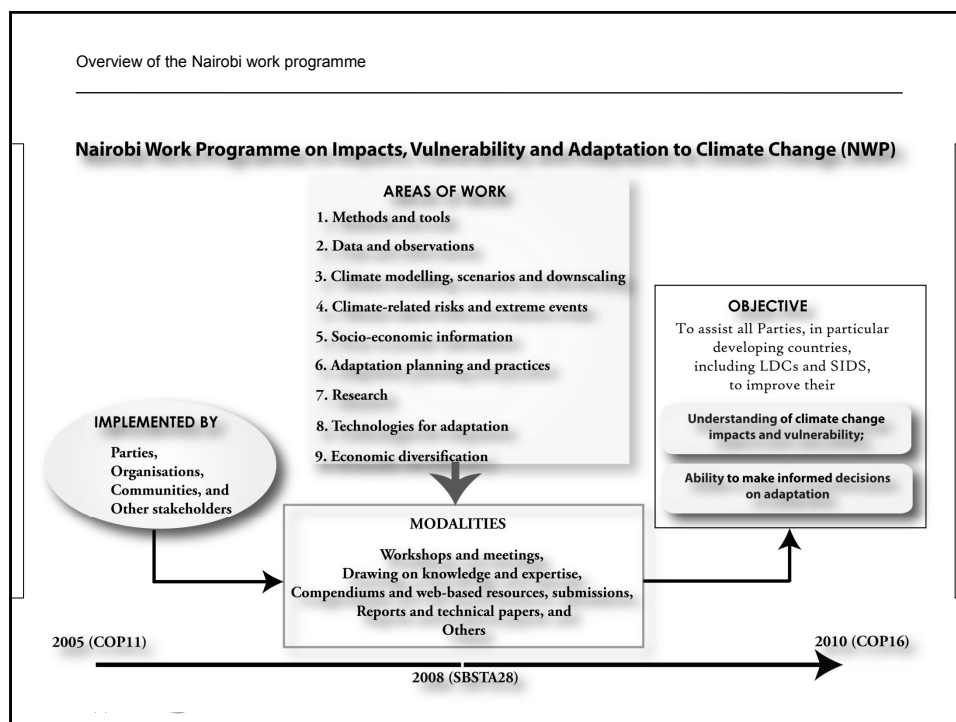 Overview of the Nairobi work programme
Nairobi Work Programme on Impacts, Vulnerability and Adaptation to Climate Change (NWP)
AREAS OF WORK
1. Methods and tools
2. Data and observations
3. Climate modelling, scenarios and downscaling
4. Climate-related risks and extreme events
5. Socio-economic information
6. Adaptation planning and practices
7. Research
8. Technologies for adaptation
9. Economic diversification
IMPLEMENTED BY
Parties,
Organisations,
Communities, and
Other stakeholders
MODALITIES
Workshops and meetings,
Drawing on knowledge and expertise,
Compendiums and web-based resources, submissions,
Reports and technical papers, and
Others
OBJECTIVE
To assist all Parties, in particular
developing countries,
including LDCs and SIDS,
to improve their
Understanding of climate change
impacts and vulnerability;
Ability to make informed decisions
on adaptation
2005 (COP11)
2008 (SBSTA28)
2010 (COP16)